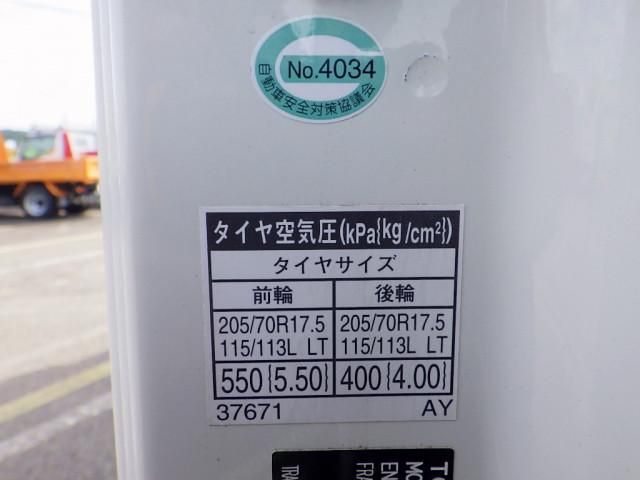 No.4034
自動車安全対策協議会
タイヤ空気圧(kPa{kg/cm²})
タイヤサイズ
前輪 後輪
205/70R17.5 205/70R17.5
115/113L LT 115/113L LT
550{5.50} 400{4.00}
37671 AY